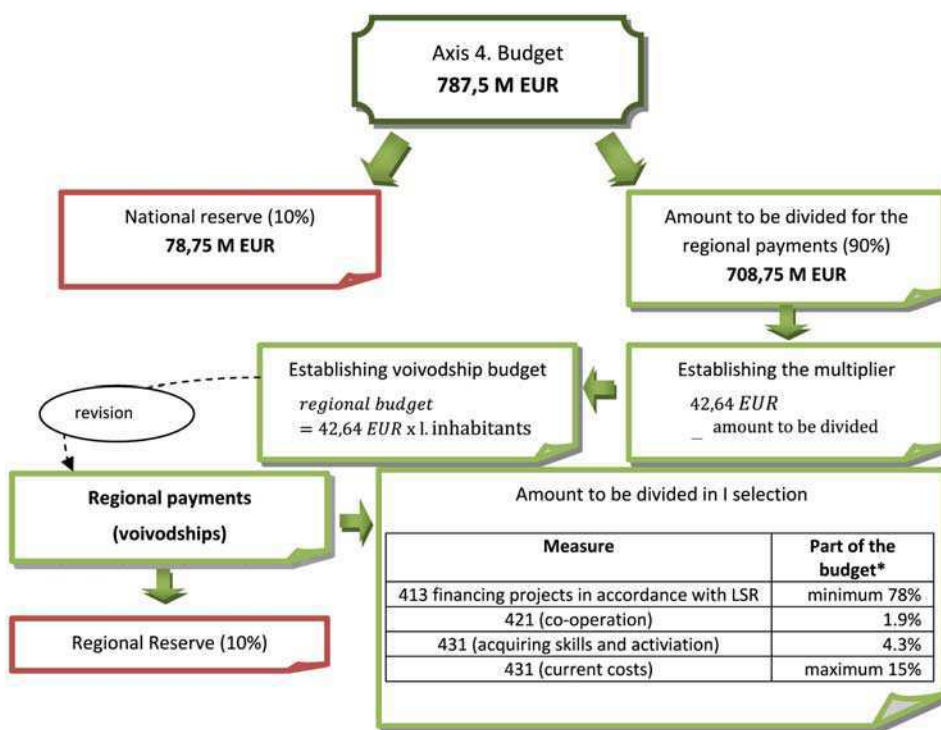 Axis 4. Budget
787,5 M EUR
National reserve (10%)
78,75 M EUR
Amount to be divided for the
regional payments (90%)
708,75 M EUR
Establishing voivodship budget
regional budget
= 42,64 EUR x I. inhabitants
Establishing the multiplier
42,64 EUR
_ amount to be divided
revision
Regional payments
(voivodships)
Regional Reserve (10%)
Amount to be divided in I selection
Measure
Part of the
budget*
413 financing projects in accordance with LSR
minimum 78%
421 (co-operation)
1.9%
431 (acquiring skills and activiation)
4.3%
431 (current costs)
maximum 15%